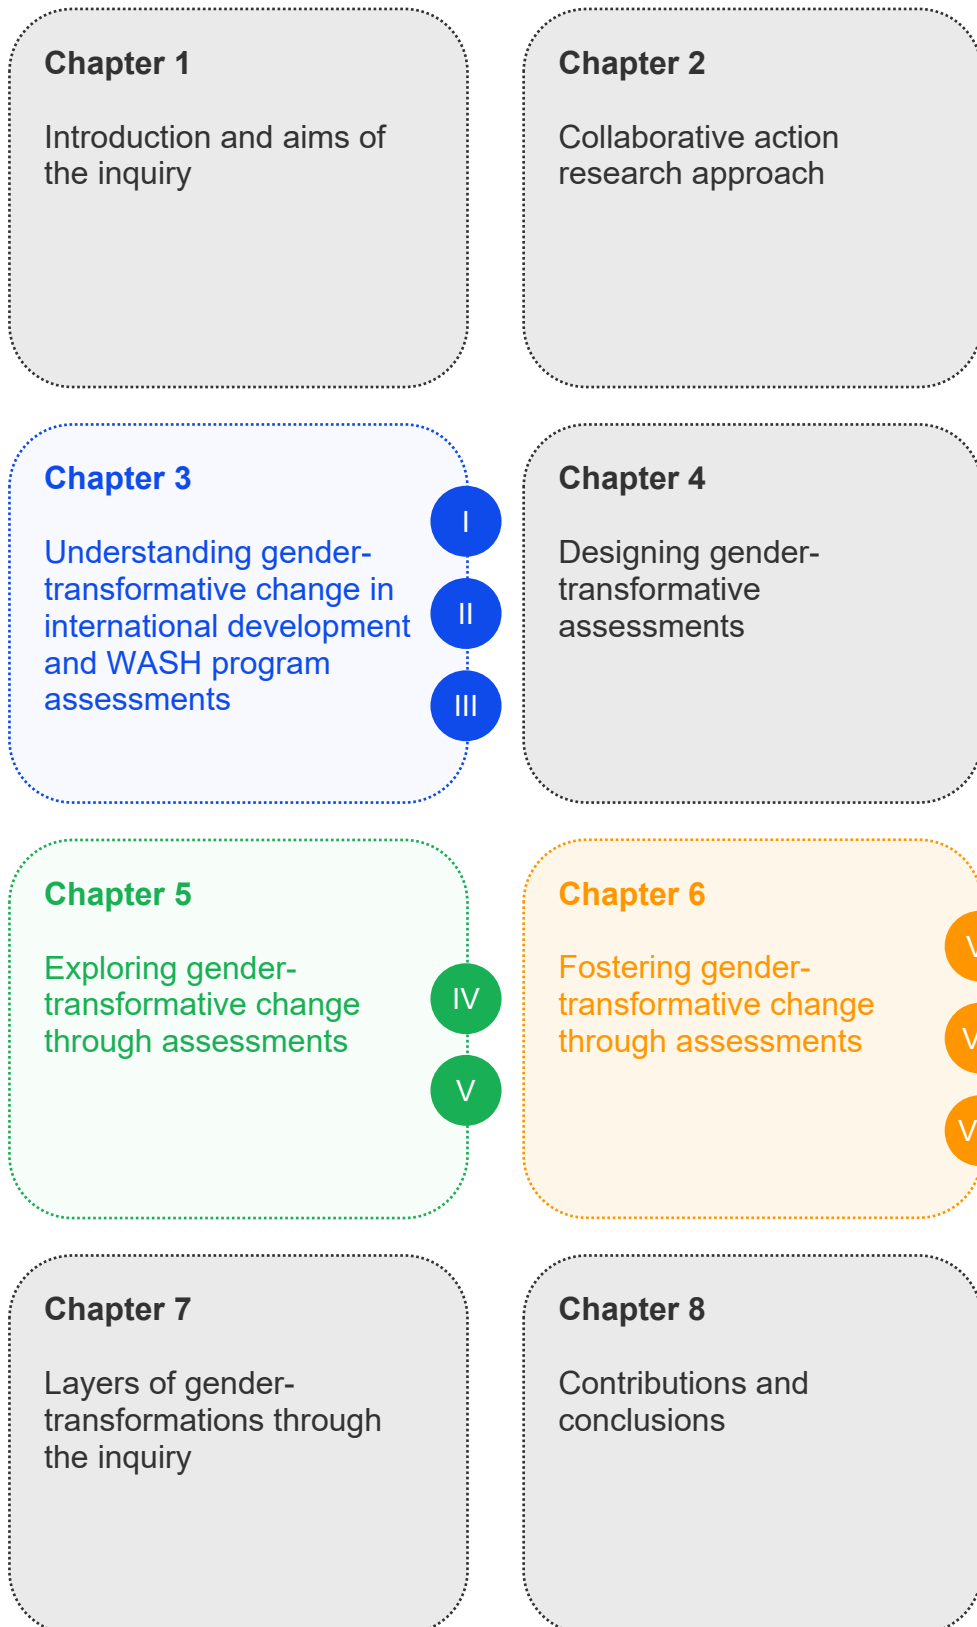 Chapter 1
Introduction and aims of
the inquiry
Chapter 2
Collaborative action
research approach
Chapter 3
Understanding gender-
transformative change in
international development
and WASH program
assessments
I
II
III
Chapter 4
Designing gender-
transformative
assessments
Chapter 5
Exploring gender-
transformative change
through assessments
IV
V
Chapter 6
Fostering gender-
transformative change
through assessments
Chapter 7
Layers of gender-
transformations through
the inquiry
Chapter 8
Contributions and
conclusions